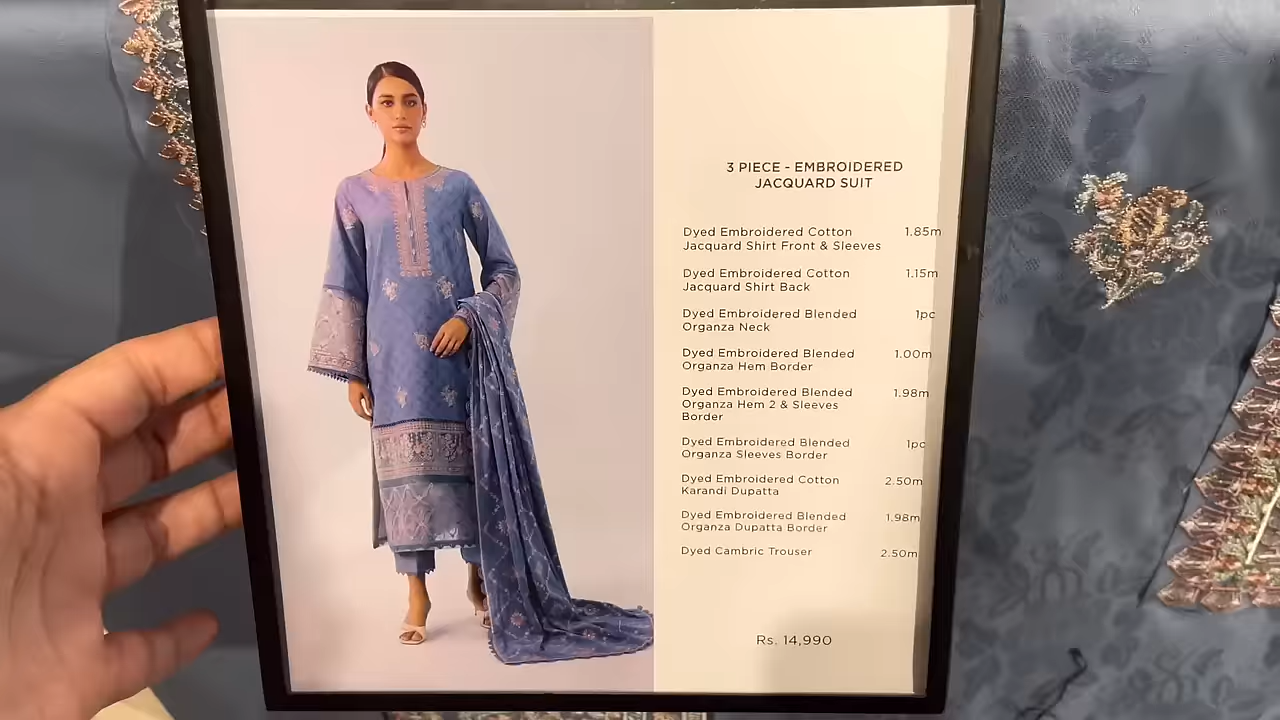 3 PIECE - EMBROIDERED
JACQUARD SUIT
Dyed Embroidered Cotton 1.85m
Jacquard Shirt Front & Sleeves
Dyed Embroidered Cotton 1.15m
Jacquard Shirt Back
Dyed Embroidered Blended 1pc
Organza Neck
Dyed Embroidered Blended 1.00m
Organza Hem Border
Dyed Embroidered Blended 1.98m
Organza Hem 2 & Sleeves
Border
Dyed Embroidered Blended 1pc
Organza Sleeves Border
Dyed Embroidered Cotton 2.50m
Karandi Dupatta
Dyed Embroidered Blended 1.98m
Organza Dupatta Border
Dyed Cambric Trouser 2.50m
Rs. 14,990